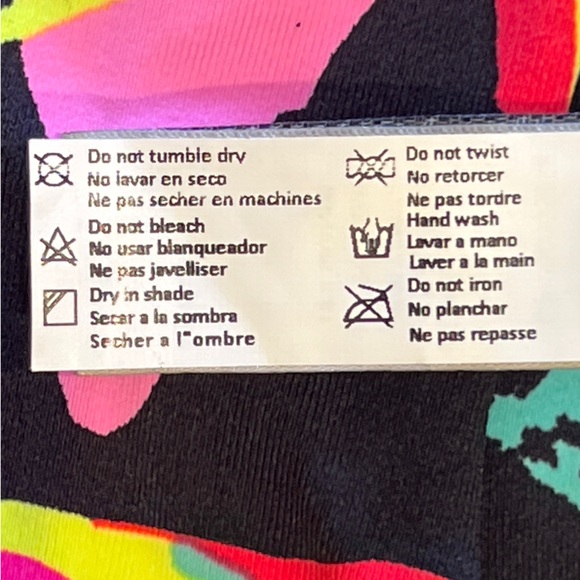 Do not tumble dry
No lavar en seco
Ne pas secher en machines
Do not bleach
No usar blanqueador
Ne pas javelliser
Dry in shade
Secar a la sombra
Secher a l"ombre
Do not twist
No retorcer
Ne pas tordre
Hand wash
Lavar a mano
Laver a la main
Do not iron
No planchar
Ne pas repasse